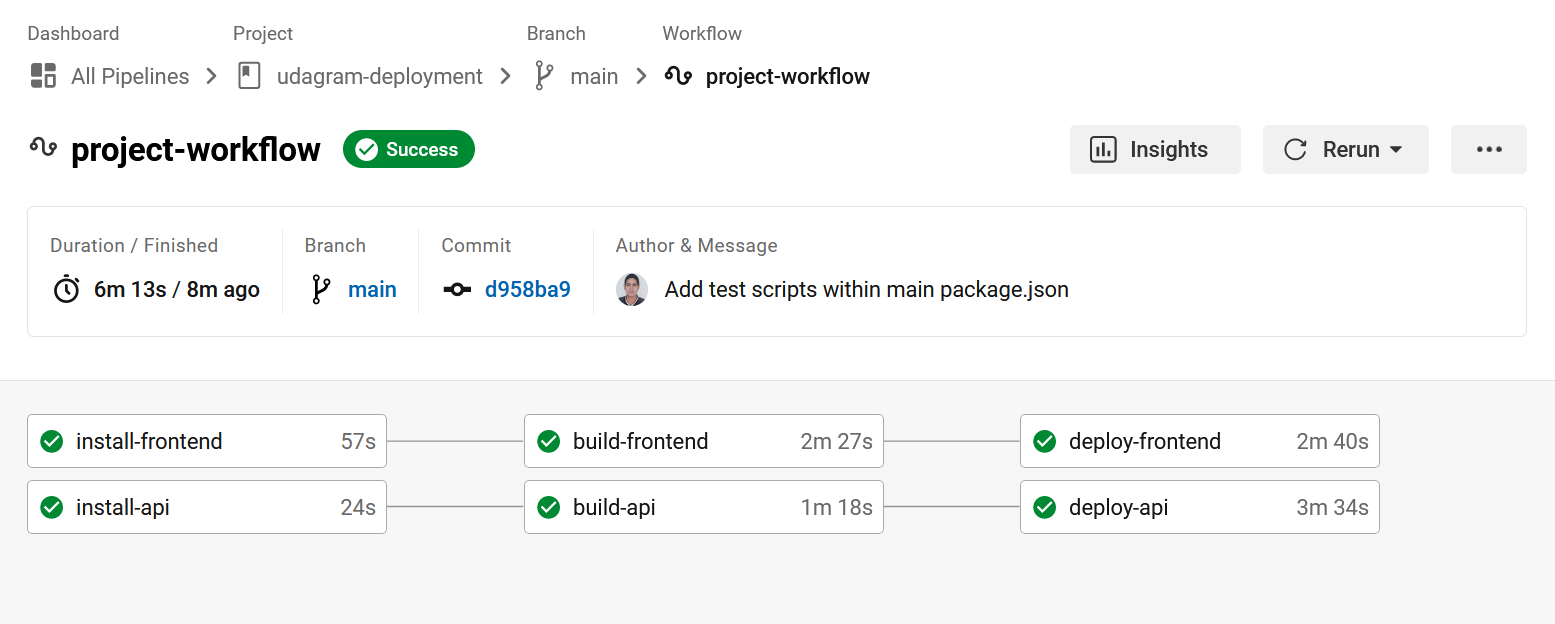 Dashboard Project Branch Workflow
All Pipelines udagram-deployment main project-workflow
project-workflow Success Insights Rerun
Duration / Finished Branch Commit Author & Message
6m 13s / 8m ago main d958ba9 Add test scripts within main package.json
install-frontend 57s build-frontend 2m 27s deploy-frontend 2m 40s
install-api 24s build-api 1m 18s deploy-api 3m 34s